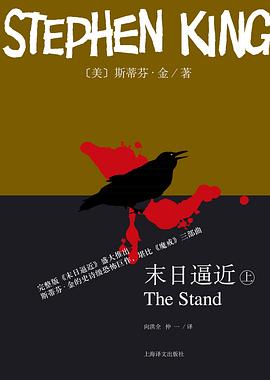 STEPHEN KING
〔美〕斯蒂芬·金／著
完整版《末日逼近》盛大推出
斯蒂芬·金的史诗级恐怖巨作,堪比《魔戒》三部曲
末日逼近 上
The Stand
向洪全 仲一／译
上海译文出版社